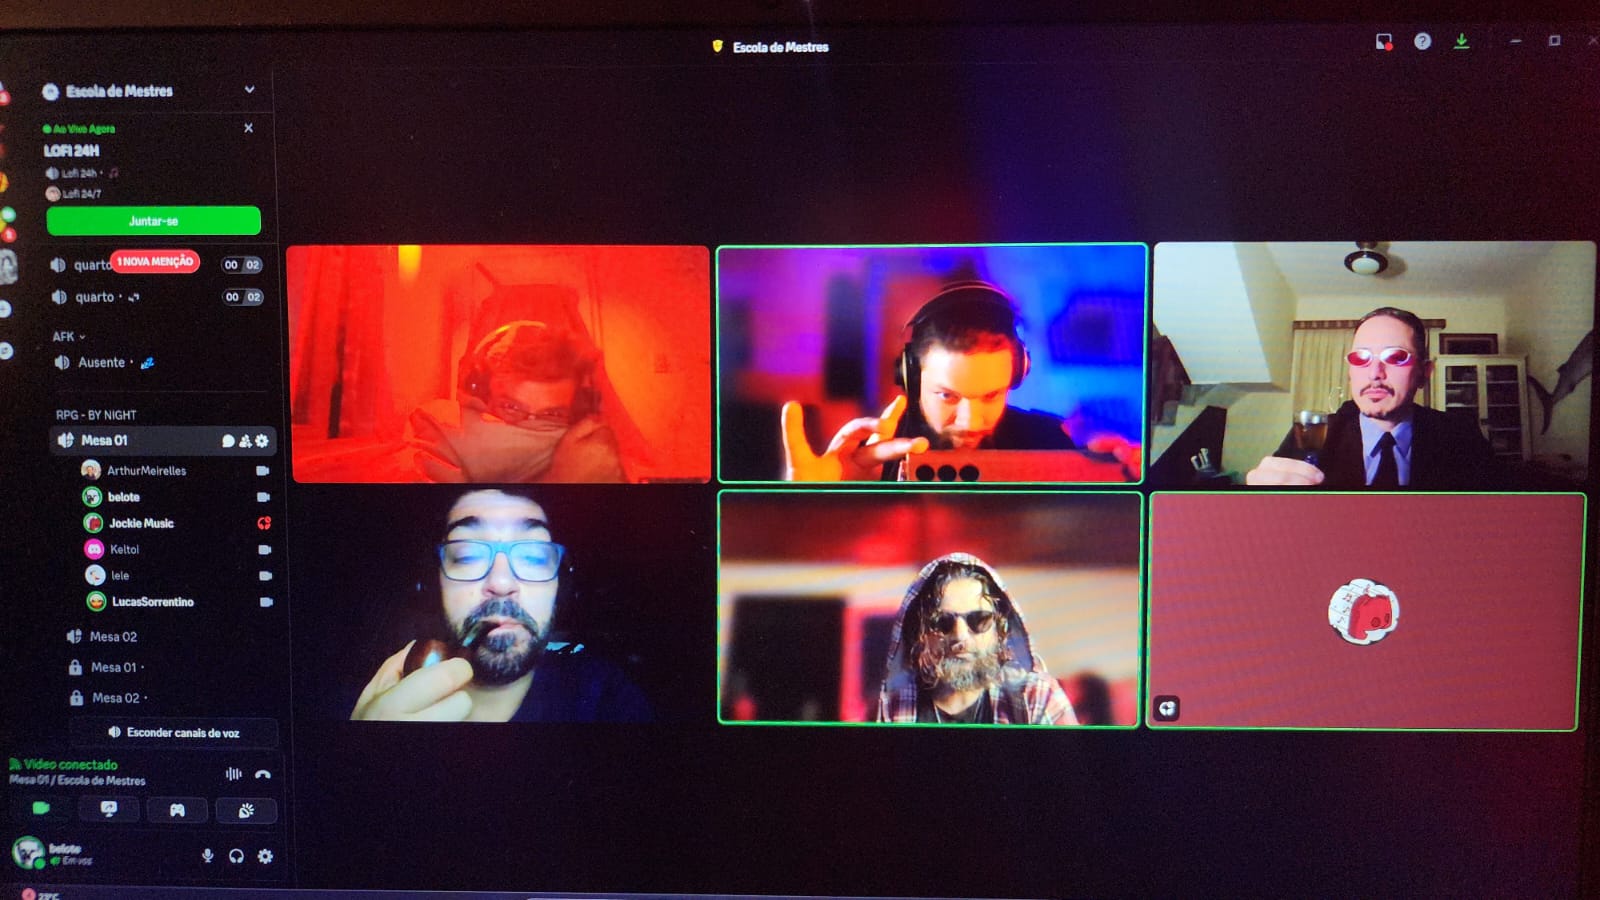 Escola de Mestres
Escola de Mestres
Ao Vivo Agora
LOFI 24H
Lofi 24h
Lofi 24/7
Juntar-se
quarto
1 NOVA MENÇÃO
00 02
quarto
00 02
AFK
Ausente
RPG - BY NIGHT
Mesa 01
ArthurMeirelles
belote
Jockie Music
Keltoi
lele
LucasSorrentino
Mesa 02
Mesa 01
Mesa 02
Esconder canais de voz
Vídeo conectado
Mesa 01 / Escola de Mestres
belote
Em voz
23°C